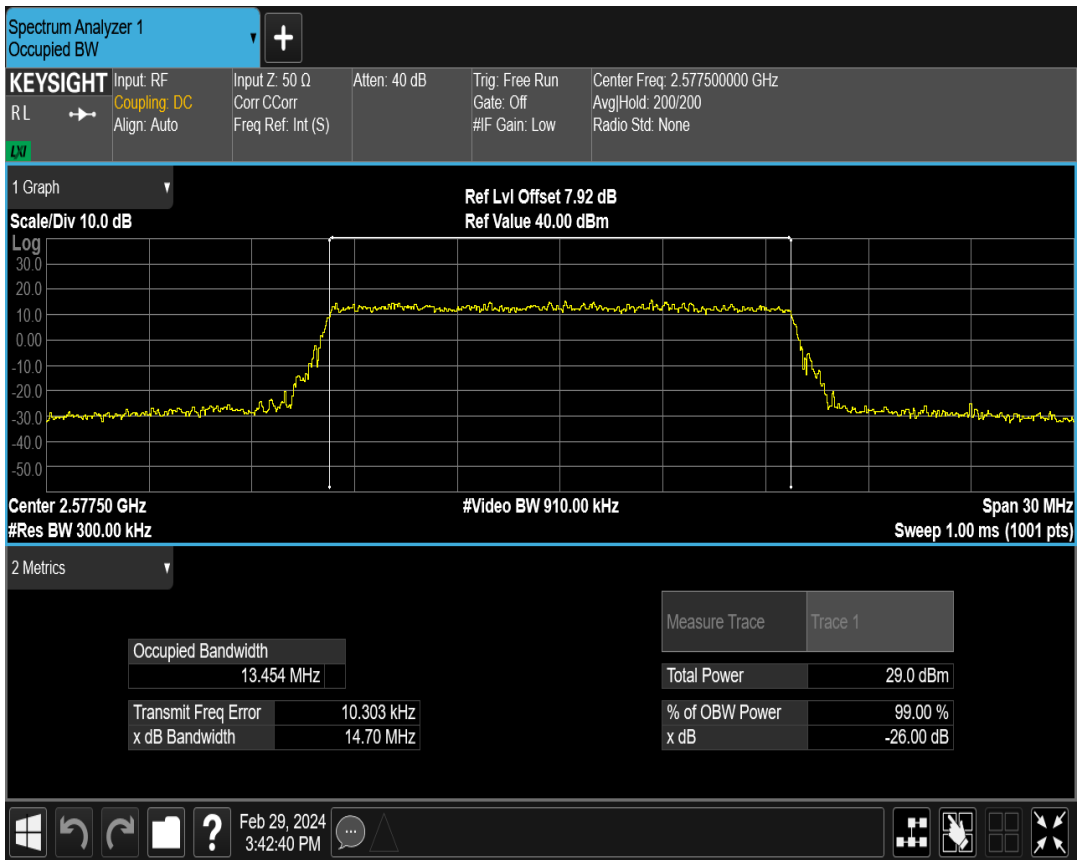 Spectrum Analyzer 1
Occupied BW
KEYSIGHT
RL
LXI
Input: RF
Coupling: DC
Align: Auto
Input Z: 50 Ω
Corr CCorr
Freq Ref: Int (S)
Atten: 40 dB
Trig: Free Run
Gate: Off
#IF Gain: Low
Center Freq: 2.577500000 GHz
Avg|Hold: 200/200
Radio Std: None
1 Graph
Scale/Div 10.0 dB
Ref Lvl Offset 7.92 dB
Ref Value 40.00 dBm
Log
30.0
20.0
10.0
0.00
-10.0
-20.0
-30.0
-40.0
-50.0
Center 2.57750 GHz
#Res BW 300.00 kHz
#Video BW 910.00 kHz
Span 30 MHz
Sweep 1.00 ms (1001 pts)
2 Metrics
Occupied Bandwidth
13.454 MHz
Transmit Freq Error 10.303 kHz
x dB Bandwidth 14.70 MHz
Measure Trace Trace 1
Total Power 29.0 dBm
% of OBW Power 99.00 %
x dB -26.00 dB
?
Feb 29, 2024
3:42:40 PM